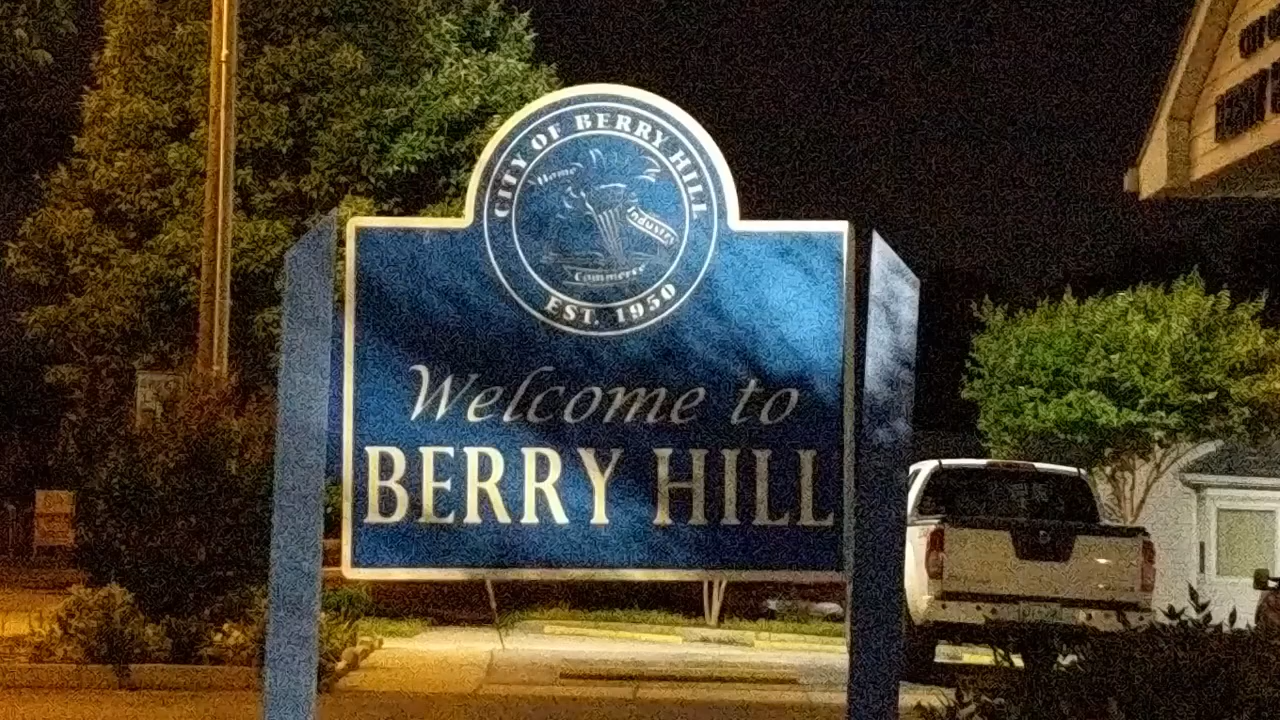 CITY OF BERRY HILL
Home
Industry
Commerce
EST. 1950
Welcome to
BERRY HILL